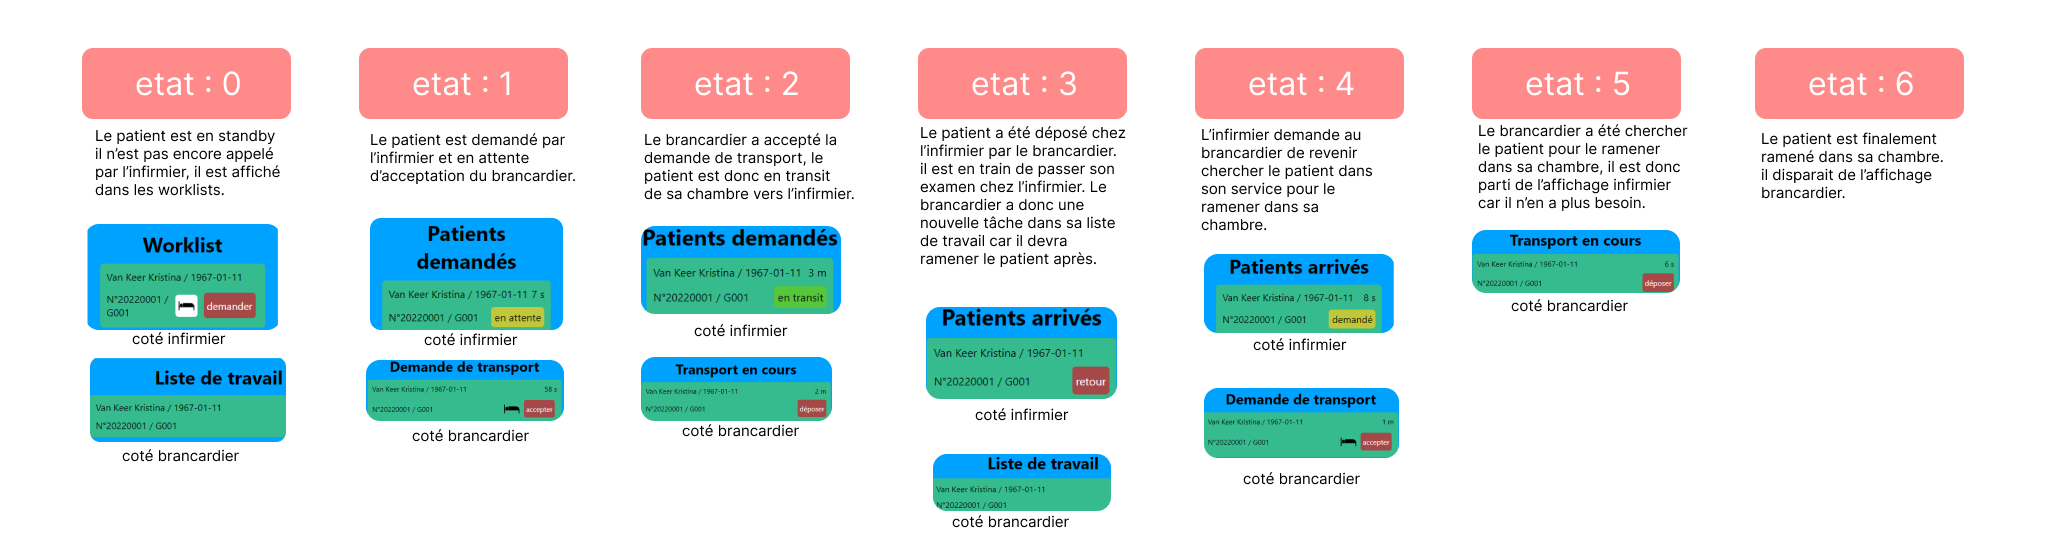 etat : 0
Le patient est en standby
il n’est pas encore appelé
par l’infirmier, il est affiché
dans les worklists.
Worklist
Van Keer Kristina / 1967-01-11
N°20220001 /
G001
demander
coté infirmier
Liste de travail
Van Keer Kristina / 1967-01-11
N°20220001 / G001
coté brancardier
etat : 1
Le patient est demandé par
l’infirmier et en attente
d’acceptation du brancardier.
Patients
demandés
Van Keer Kristina / 1967-01-11 7 s
N°20220001 / G001 en attente
coté infirmier
Demande de transport
Van Keer Kristina / 1967-01-11 58 s
N°20220001 / G001 accepter
coté brancardier
etat : 2
Le brancardier a accepté la
demande de transport, le
patient est donc en transit
de sa chambre vers l’infirmier.
Patients demandés
Van Keer Kristina / 1967-01-11 3 m
N°20220001 / G001 en transit
coté infirmier
Transport en cours
Van Keer Kristina / 1967-01-11 2 m
N°20220001 / G001 déposer
coté brancardier
etat : 3
Le patient a été déposé chez
l’infirmier par le brancardier.
il est en train de passer son
examen chez l’infirmier. Le
brancardier a donc une
nouvelle tâche dans sa liste
de travail car il devra
ramener le patient après.
Patients arrivés
Van Keer Kristina / 1967-01-11
N°20220001 / G001 retour
coté infirmier
Liste de travail
Van Keer Kristina / 1967-01-11
N°20220001 / G001
coté brancardier
etat : 4
L’infirmier demande au
brancardier de revenir
chercher le patient dans
son service pour le
ramener dans sa
chambre.
Patients arrivés
Van Keer Kristina / 1967-01-11 8 s
N°20220001 / G001 demandé
coté infirmier
Demande de transport
Van Keer Kristina / 1967-01-11 1 m
N°20220001 / G001 accepter
coté brancardier
etat : 5
Le brancardier a été chercher
le patient pour le ramener
dans sa chambre, il est donc
parti de l’affichage infirmier
car il n’en a plus besoin.
Transport en cours
Van Keer Kristina / 1967-01-11 6 s
N°20220001 / G001 déposer
coté brancardier
etat : 6
Le patient est finalement
ramené dans sa chambre.
il disparait de l’affichage
brancardier.